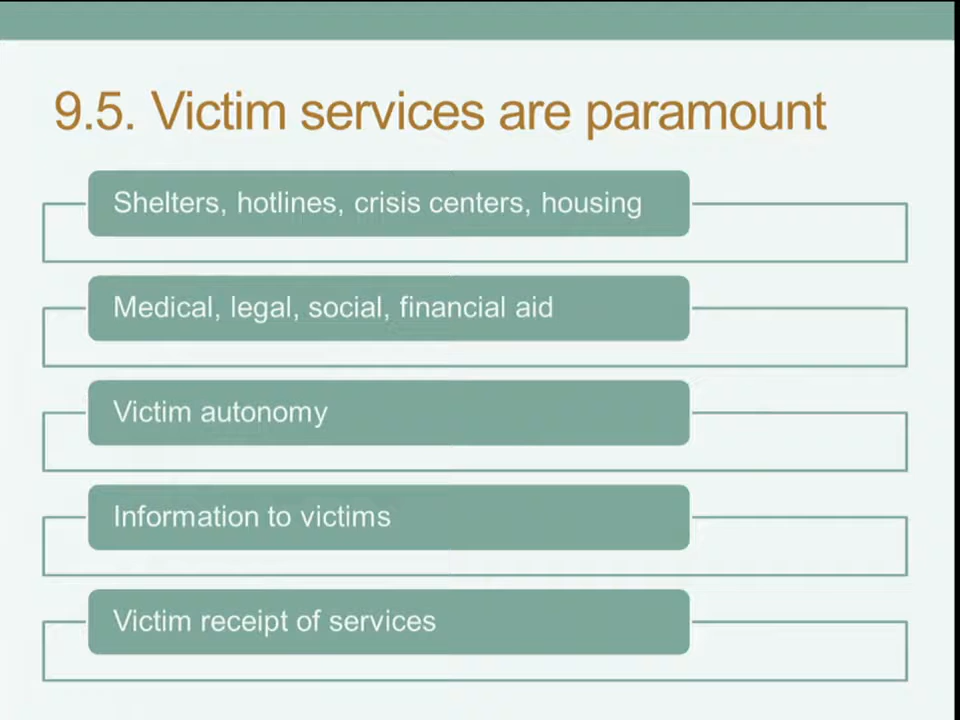 9.5. Victim services are paramount
Shelters, hotlines, crisis centers, housing
Medical, legal, social, financial aid
Victim autonomy
Information to victims
Victim receipt of services